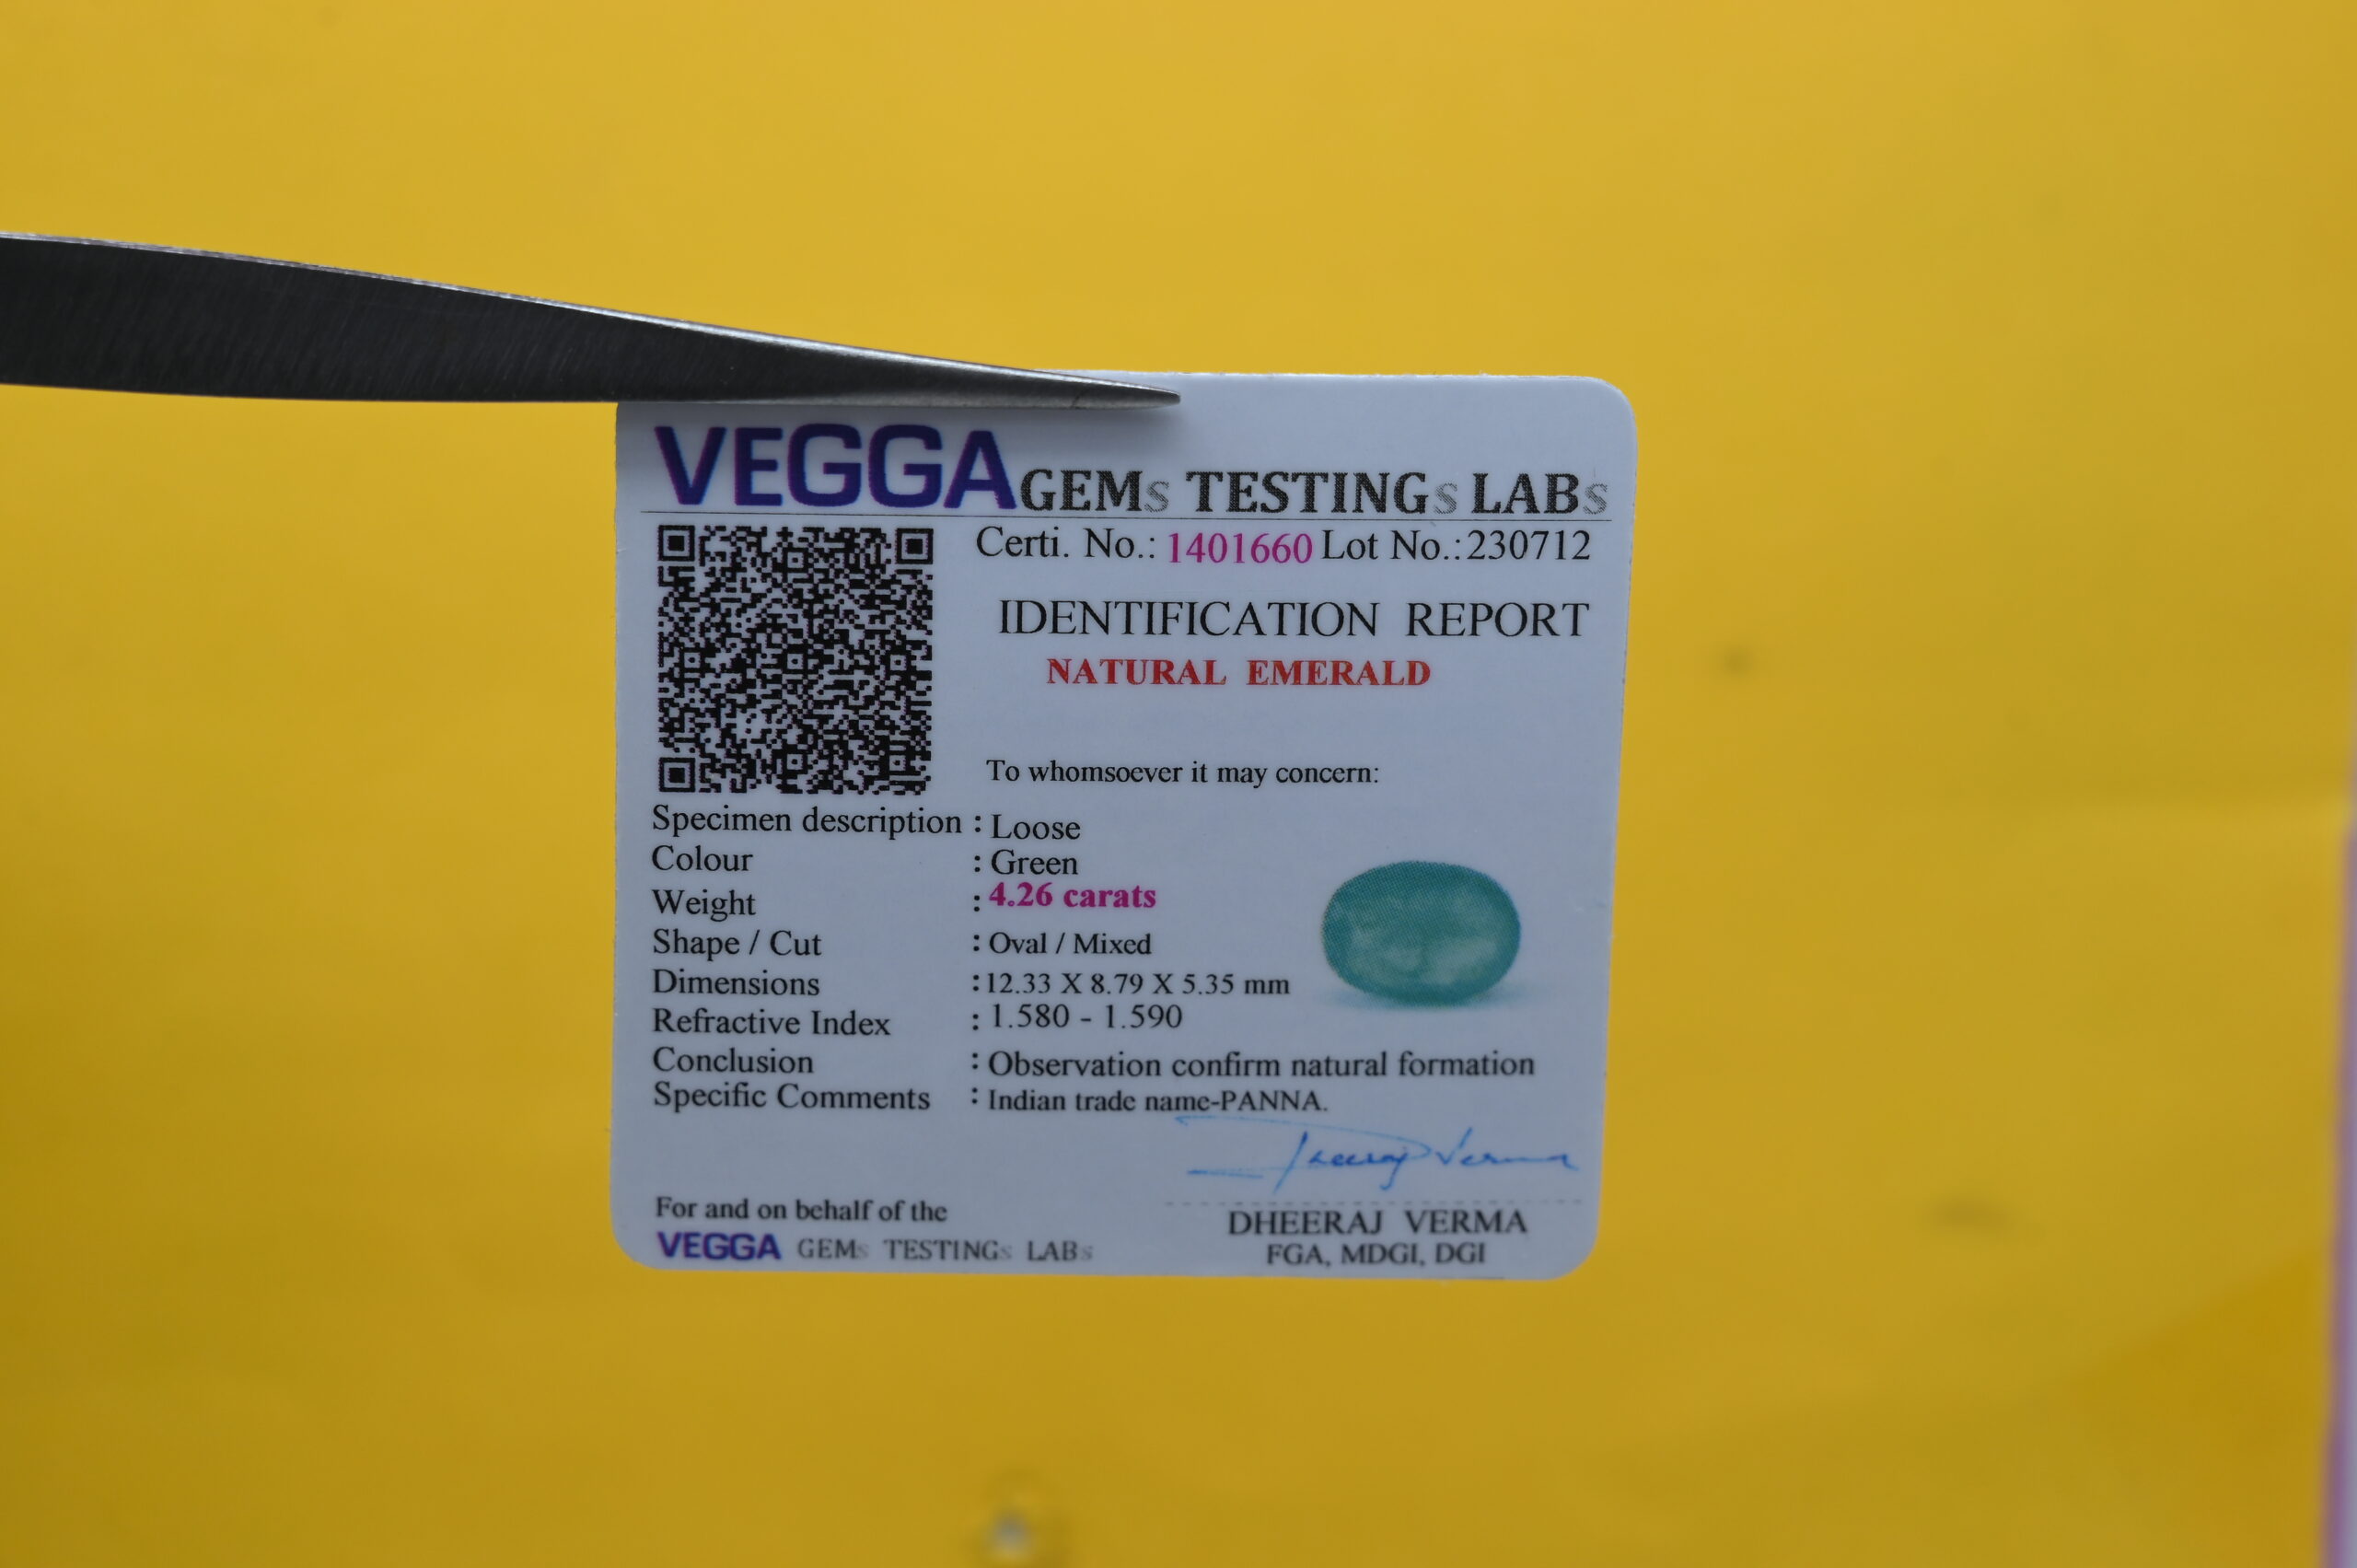 VEGGA GEMs TESTINGs LABs
Certi. No.: 1401660 Lot No.:230712
IDENTIFICATION REPORT
NATURAL EMERALD
To whomsoever it may concern:
Specimen description : Loose
Colour : Green
Weight : 4.26 carats
Shape / Cut : Oval / Mixed
Dimensions : 12.33 X 8.79 X 5.35 mm
Refractive Index : 1.580 - 1.590
Conclusion : Observation confirm natural formation
Specific Comments : Indian trade name-PANNA.
Dheeraj Verma
For and on behalf of the
VEGGA GEMs TESTINGs LABs
DHEERAJ VERMA
FGA, MDGI, DGI